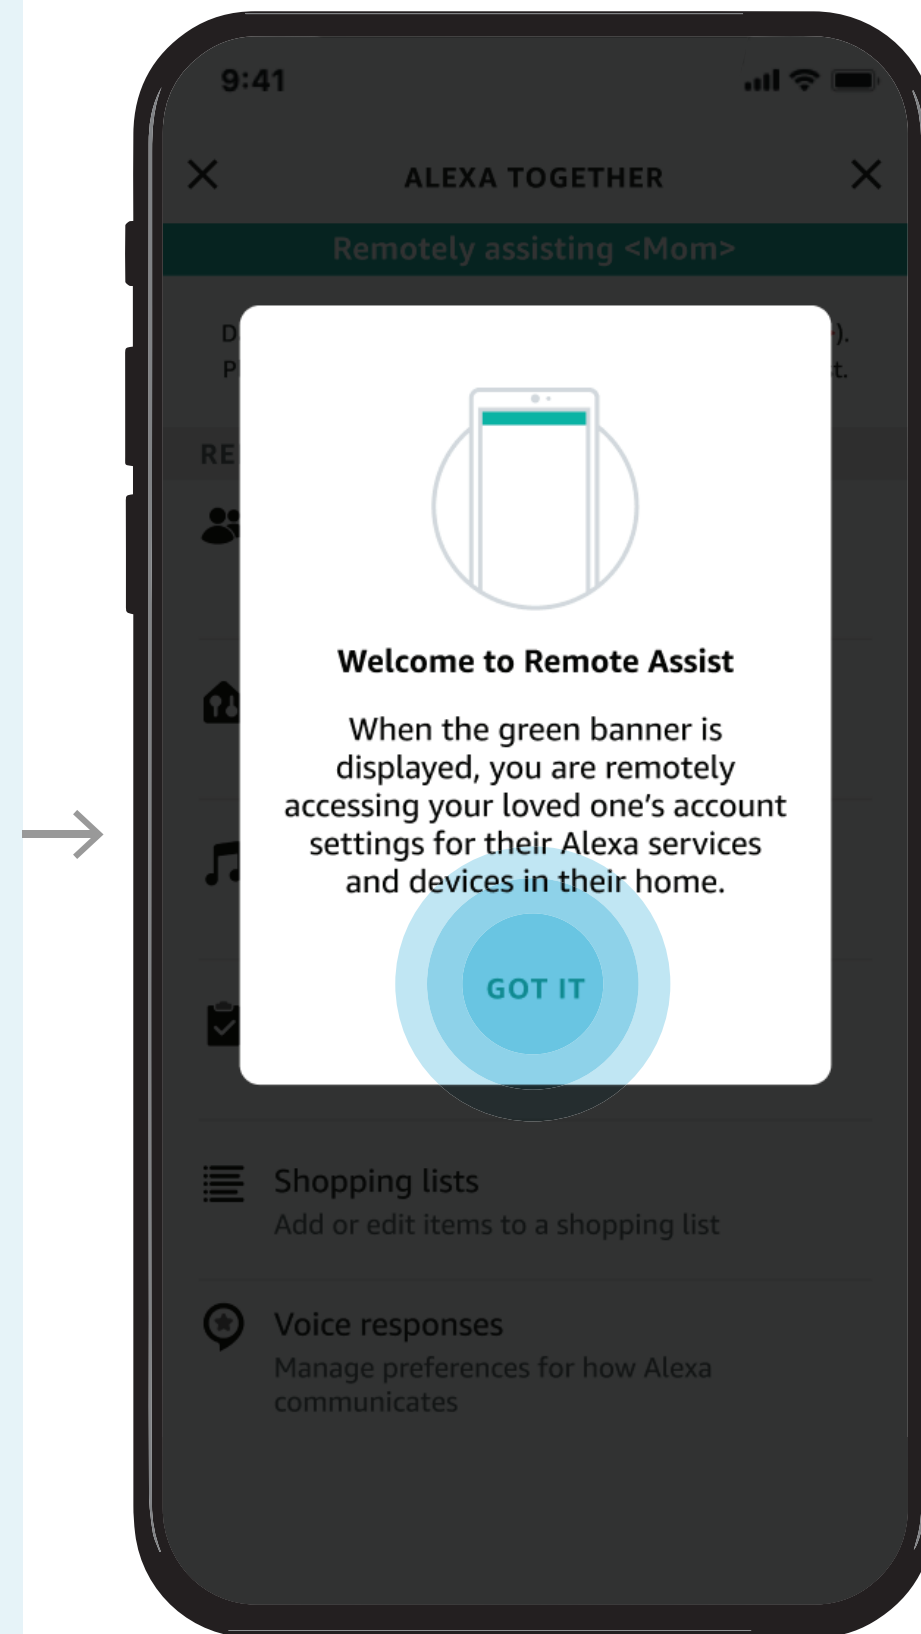 9:41
ALEXA TOGETHER
Remotely assisting <Mom>
Welcome to Remote Assist
When the green banner is
displayed, you are remotely
accessing your loved one's account
settings for their Alexa services
and devices in their home.
GOT IT
Shopping lists
Add or edit items to a shopping list
Voice responses
Manage preferences for how Alexa
communicates